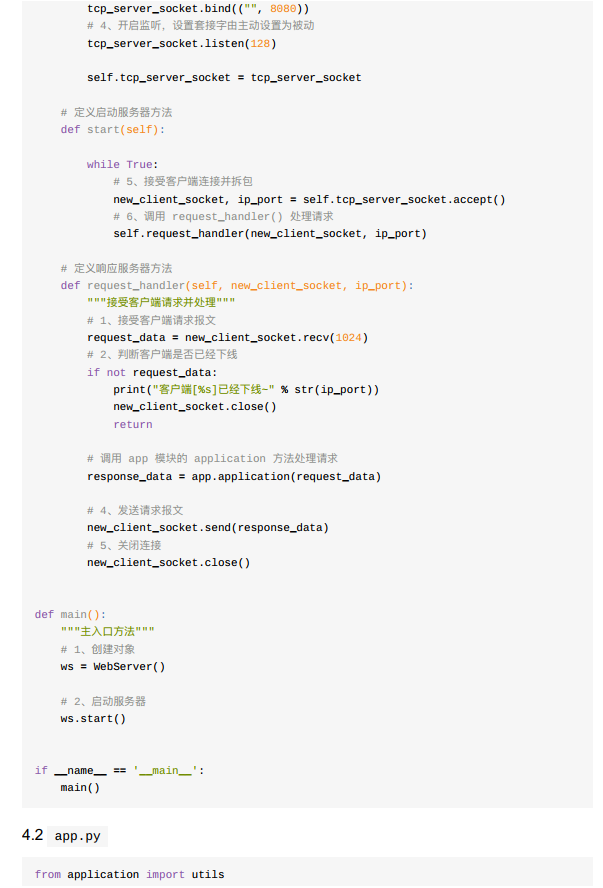 tcp_server_socket.bind(("", 8080))
# 4、开启监听，设置套接字由主动设置为被动
tcp_server_socket.listen(128)
self.tcp_server_socket = tcp_server_socket
# 定义启动服务器方法
def start(self):
while True:
# 5、接受客户端连接并拆包
new_client_socket, ip_port = self.tcp_server_socket.accept()
# 6、调用 request_handler() 处理请求
self.request_handler(new_client_socket, ip_port)
# 定义响应服务器方法
def request_handler(self, new_client_socket, ip_port):
"""接受客户端请求并处理"""
# 1、接受客户端请求报文
request_data = new_client_socket.recv(1024)
# 2、判断客户端是否已经下线
if not request_data:
print("客户端[%s]已经下线~" % str(ip_port))
new_client_socket.close()
return
# 调用 app 模块的 application 方法处理请求
response_data = app.application(request_data)
# 4、发送请求报文
new_client_socket.send(response_data)
# 5、关闭连接
new_client_socket.close()
def main():
"""主入口方法"""
# 1、创建对象
ws = WebServer()
# 2、启动服务器
ws.start()
if __name__ == '__main__':
main()
4.2 app.py
from application import utils